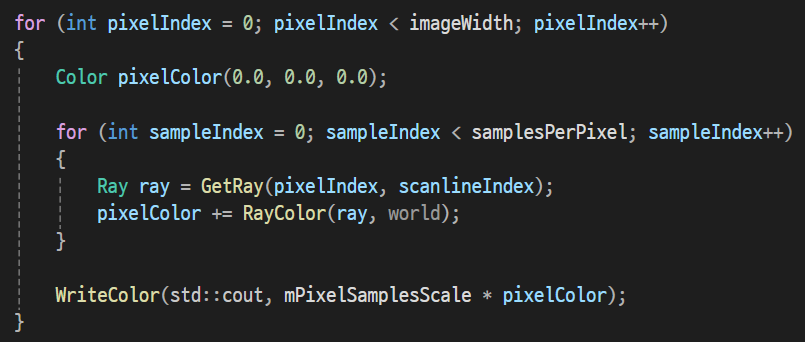 for (int pixelIndex = 0; pixelIndex < imageWidth; pixelIndex++)
{
    Color pixelColor(0.0, 0.0, 0.0);

    for (int sampleIndex = 0; sampleIndex < samplesPerPixel; sampleIndex++)
    {
        Ray ray = GetRay(pixelIndex, scanlineIndex);
        pixelColor += RayColor(ray, world);
    }

    WriteColor(std::cout, mPixelSamplesScale * pixelColor);
}